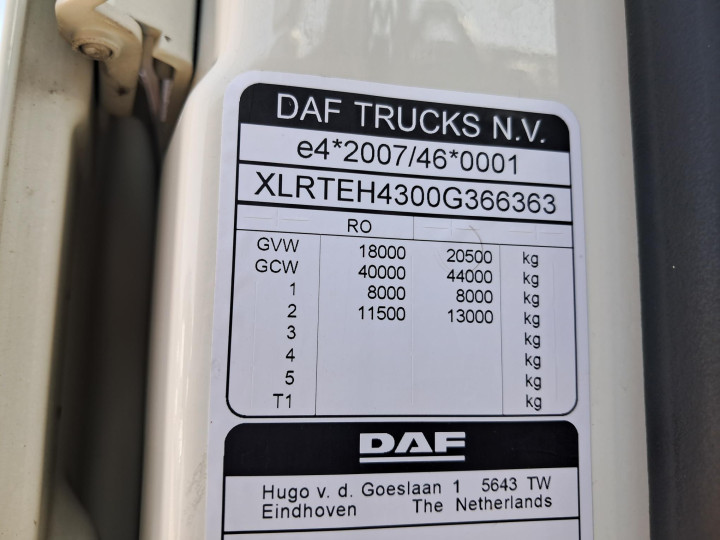 DAF TRUCKS N.V.
e4*2007/46*0001
XLRTEH4300G366363
RO
GVW 18000 20500 kg
GCW 40000 44000 kg
1 8000 8000 kg
2 11500 13000 kg
3 kg
4 kg
5 kg
T1 kg
DAF
Hugo v. d. Goeslaan 1 5643 TW
Eindhoven The Netherlands